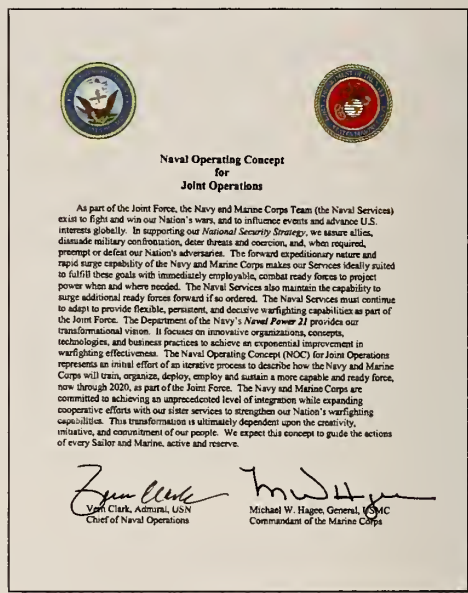 Naval Operating Concept
for
Joint Operations
As part of the Joint Force, the Navy and Marine Corps Team (the Naval Services)
exist to fight and win our Nation's wars, and to influence events and advance U.S.
interests globally. In supporting our National Security Strategy, we assure allies,
dissuade military confrontation, deter threats and coercion, and, when required,
preempt or defeat our Nation's adversaries. The forward expeditionary nature and
rapid surge capability of the Navy and Marine Corps makes our Services ideally suited
to fulfill these goals with immediately employable, combat ready forces to project
power when and where needed. The Naval Services also maintain the capability to
surge additional ready forces forward if so ordered. The Naval Services must continue
to adapt to provide flexible, persistent, and decisive warfighting capabilities as part of
the Joint Force. The Department of the Navy's Naval Power 21 provides our
transformational vision. It focuses on innovative organizations, concepts,
technologies, and business practices to achieve an exponential improvement in
warfighting effectiveness. The Naval Operating Concept (NOC) for Joint Operations
represents an initial effort of an iterative process to describe how the Navy and Marine
Corps will train, organize, deploy, employ and sustain a more capable and ready force,
now through 2020, as part of the Joint Force. The Navy and Marine Corps are
committed to achieving an unprecedented level of integration while expanding
cooperative efforts with our sister services to strengthen our Nation's warfighting
capabilities. This transformation is ultimately dependent upon the creativity,
initiative, and commitment of our people. We expect this concept to guide the actions
of every Sailor and Marine, active and reserve.
Vern Clark, Admiral, USN
Chief of Naval Operations
Michael W. Hagee, General, USMC
Commandant of the Marine Corps